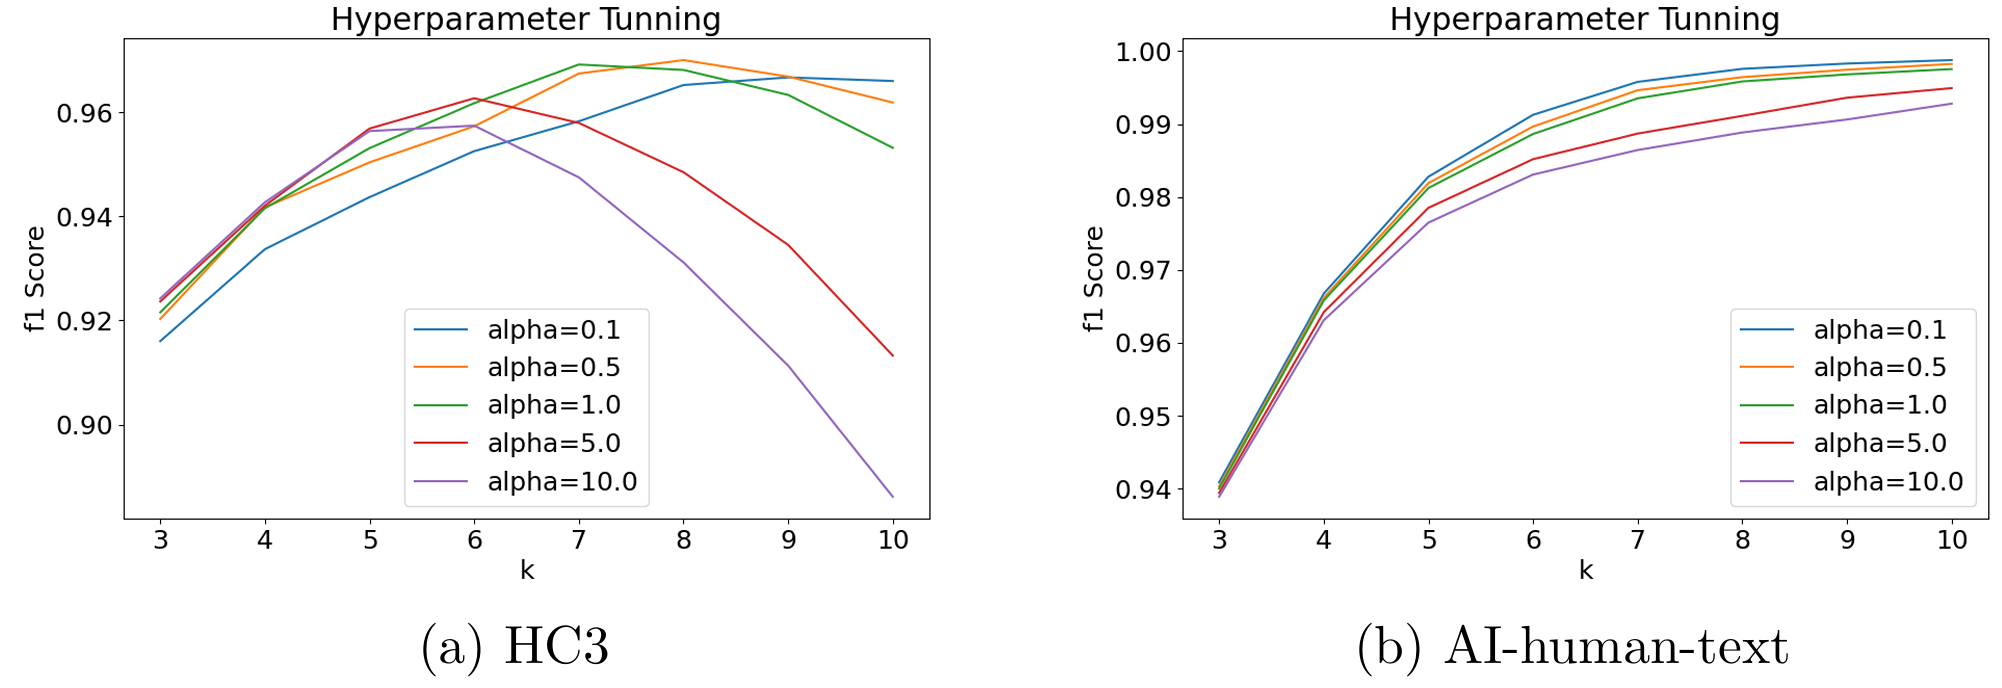 Hyperparameter Tunning
f1 Score
0.96
0.94
0.92
0.90
alpha=0.1
alpha=0.5
alpha=1.0
alpha=5.0
alpha=10.0
3 4 5 6 7 8 9 10
k
(a) HC3
Hyperparameter Tunning
f1 Score
1.00
0.99
0.98
0.97
0.96
0.95
0.94
alpha=0.1
alpha=0.5
alpha=1.0
alpha=5.0
alpha=10.0
3 4 5 6 7 8 9 10
k
(b) AI-human-text